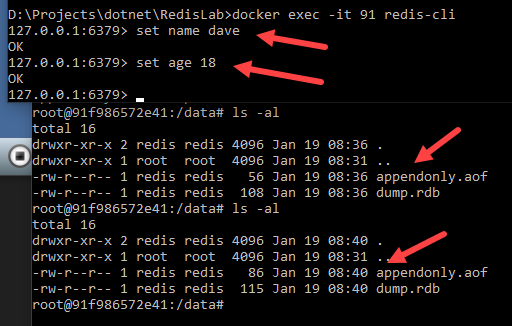 D:\Projects\dotnet\RedisLab>docker exec -it 91 redis-cli
127.0.0.1:6379> set name dave
OK
127.0.0.1:6379> set age 18
OK
127.0.0.1:6379>
root@91f986572e41:/data# ls -al
total 16
drwxr-xr-x 2 redis redis 4096 Jan 19 08:36 .
drwxr-xr-x 1 root  root  4096 Jan 19 08:31 ..
-rw-r--r-- 1 redis redis   56 Jan 19 08:36 appendonly.aof
-rw-r--r-- 1 redis redis  108 Jan 19 08:36 dump.rdb
root@91f986572e41:/data# ls -al
total 16
drwxr-xr-x 2 redis redis 4096 Jan 19 08:40 .
drwxr-xr-x 1 root  root  4096 Jan 19 08:31 ..
-rw-r--r-- 1 redis redis   86 Jan 19 08:40 appendonly.aof
-rw-r--r-- 1 redis redis  115 Jan 19 08:40 dump.rdb
root@91f986572e41:/data#